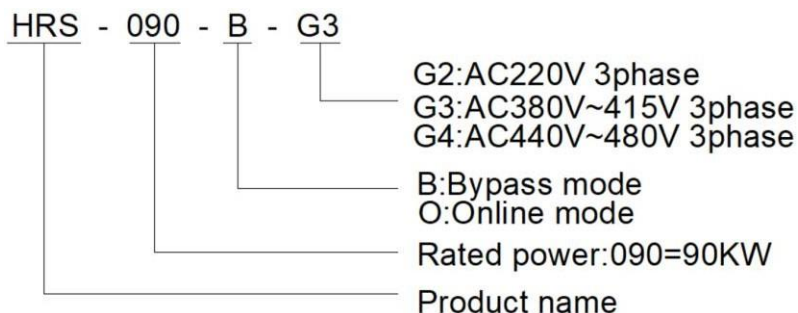 HRS - 090 - B - G3
G2:AC220V 3phase
G3:AC380V~415V 3phase
G4:AC440V~480V 3phase
B:Bypass mode
O:Online mode
Rated power:090=90KW
Product name